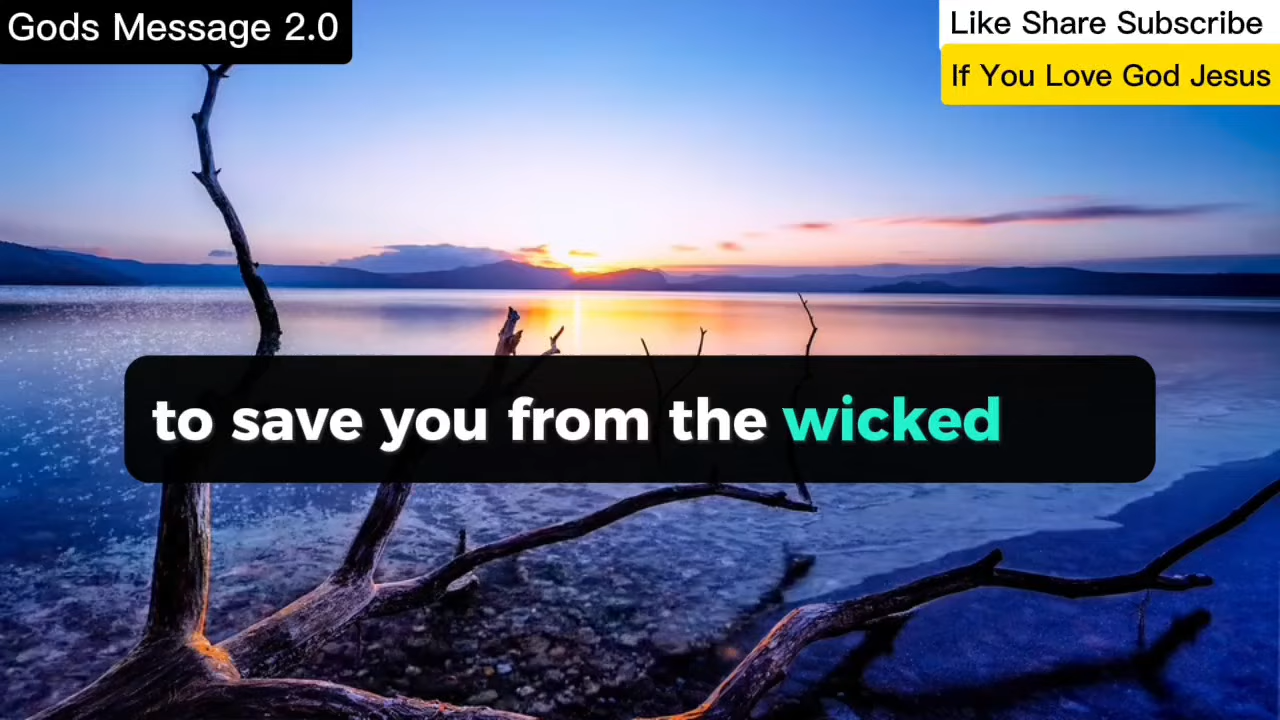 Gods Message 2.0
Like Share Subscribe
If You Love God Jesus
to save you from the wicked